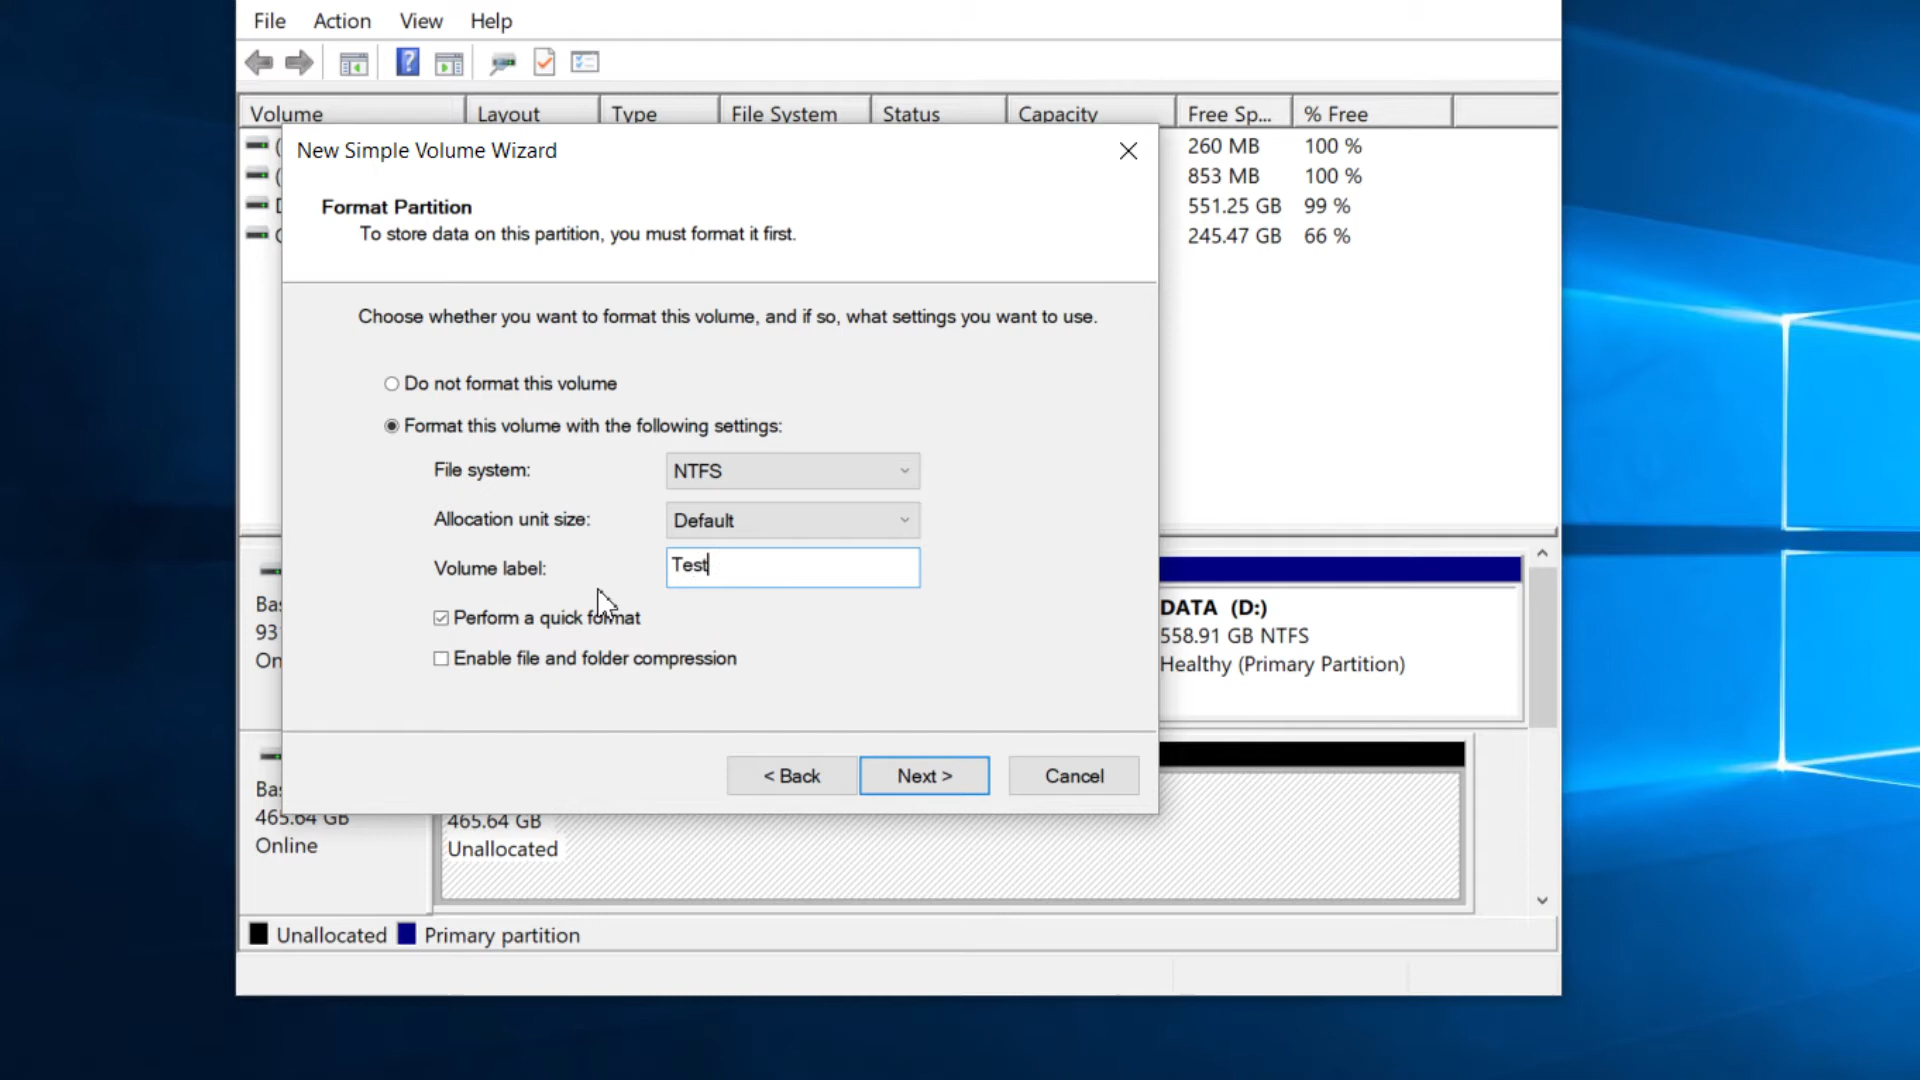 File Action View Help
Volume Layout Type File System Status Capacity Free Sp... % Free
260 MB 100 %
853 MB 100 %
551.25 GB 99 %
245.47 GB 66 %
New Simple Volume Wizard
Format Partition
To store data on this partition, you must format it first.
Choose whether you want to format this volume, and if so, what settings you want to use.
Do not format this volume
Format this volume with the following settings:
File system: NTFS
Allocation unit size: Default
Volume label: Test
Perform a quick format
Enable file and folder compression
< Back Next > Cancel
DATA (D:)
558.91 GB NTFS
Healthy (Primary Partition)
465.64 GB
Online
465.64 GB
Unallocated
Unallocated Primary partition